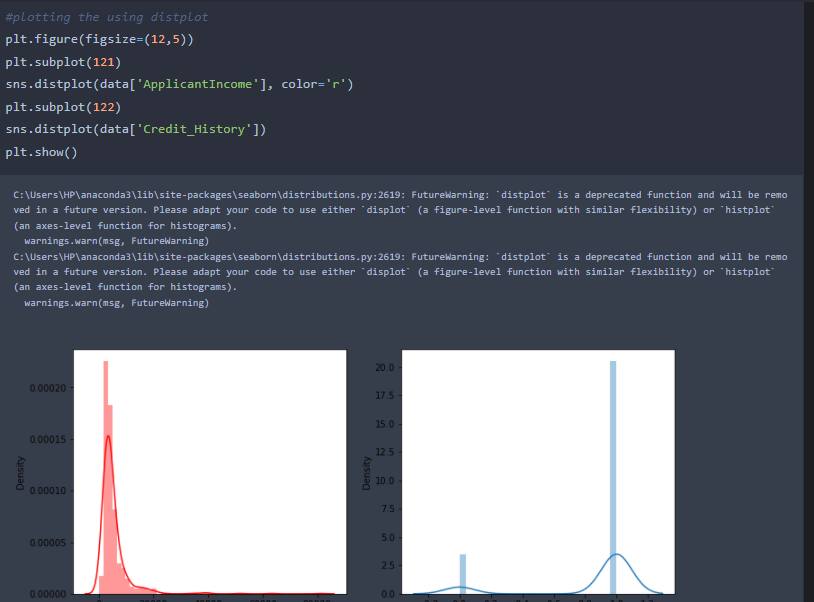 #plotting the using distplot
plt.figure(figsize=(12,5))
plt.subplot(121)
sns.distplot(data['ApplicantIncome'], color='r')
plt.subplot(122)
sns.distplot(data['Credit_History'])
plt.show()
C:\Users\HP\anaconda3\lib\site-packages\seaborn\distributions.py:2619: FutureWarning: `distplot` is a deprecated function and will be remo
ved in a future version. Please adapt your code to use either `displot` (a figure-level function with similar flexibility) or `histplot`
(an axes-level function for histograms).
warnings.warn(msg, FutureWarning)
C:\Users\HP\anaconda3\lib\site-packages\seaborn\distributions.py:2619: FutureWarning: `distplot` is a deprecated function and will be remo
ved in a future version. Please adapt your code to use either `displot` (a figure-level function with similar flexibility) or `histplot`
(an axes-level function for histograms).
warnings.warn(msg, FutureWarning)
Density
0.00020
0.00015
0.00010
0.00005
0.00000
Density
20.0
17.5
15.0
12.5
10.0
7.5
5.0
2.5
0.0